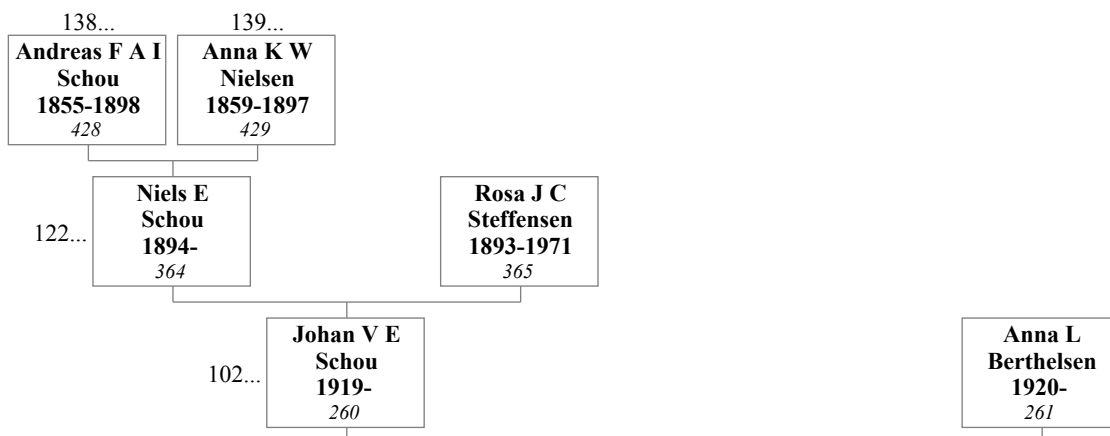 138...
139...
Andreas F A I
Schou
1855-1898
428
Anna K W
Nielsen
1859-1897
429
122...
Niels E
Schou
1894-
364
Rosa J C
Steffensen
1893-1971
365
102...
Johan V E
Schou
1919-
260
Anna L
Berthelsen
1920-
261